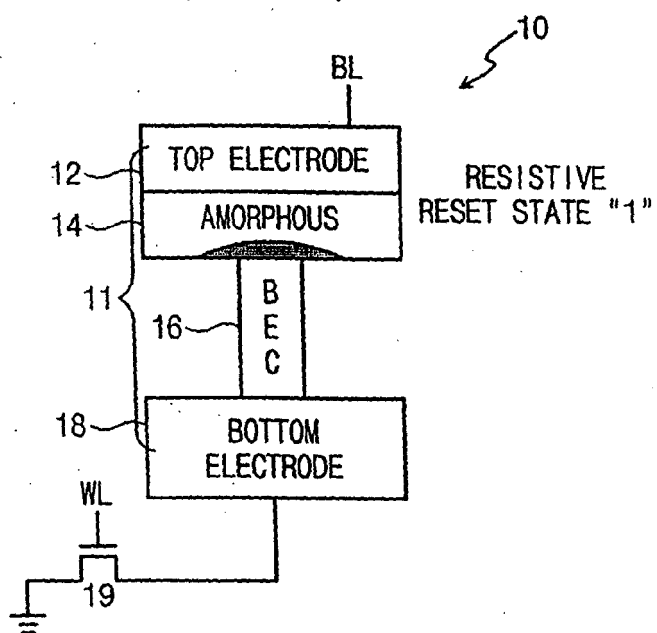 10
BL
TOP ELECTRODE
12
RESISTIVE
RESET STATE "1"
AMORPHOUS
14
11
B
E
C
16
18
BOTTOM
ELECTRODE
WL
19